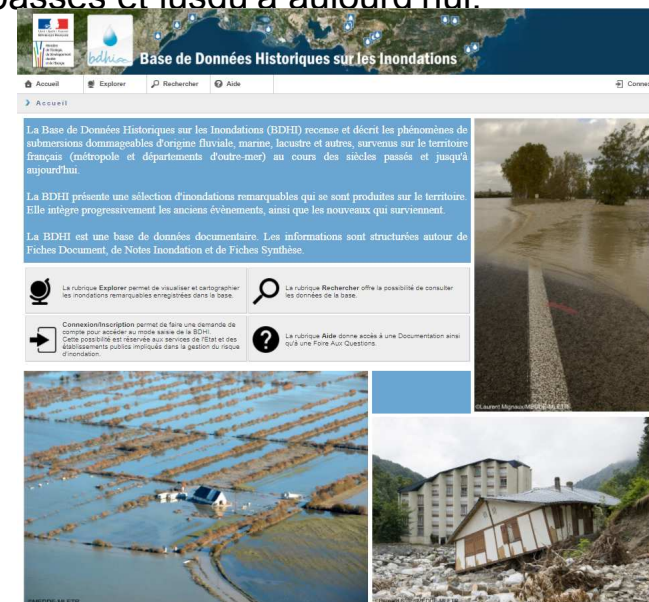 passés et jusqu'à aujourd'hui.
bdhi
Base de Données Historiques sur les Inondations
Accueil
Explorer
Rechercher
Aide
Accueil
La Base de Données Historiques sur les Inondations (BDHI) recense et décrit les phénomènes de
submersions dommageables d'origine fluviale, marine, lacustre et autres, survenus sur le territoire
français (métropole et départements d'outre-mer) au cours des siècles passés et jusqu'à
aujourd'hui.
La BDHI présente une sélection d'inondations remarquables qui se sont produites sur le territoire.
Elle intègre progressivement les anciens évènements, ainsi que les nouveaux qui surviennent.
La BDHI est une base de données documentaire. Les informations sont structurées autour de
Fiches Document, de Notes Inondation et de Fiches Synthèse.
La rubrique Explorer permet de visualiser et cartographier
les inondations remarquables enregistrées dans la base.
La rubrique Rechercher offre la possibilité de consulter
les données de la base.
Connexion/Inscription permet de faire une demande de
compte pour accéder au mode saisie de la BDHI.
Cette possibilité est réservée aux services de l'Etat et des
établissements publics impliqués dans la gestion du risque
d'inondation.
La rubrique Aide donne accès à une Documentation ainsi
qu'à une Foire Aux Questions.